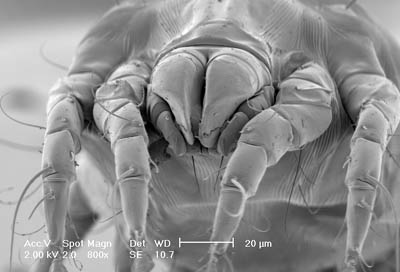 Acc.V Spot Magn Det WD 20 µm
2.00 kV 2.0 800x SE 10.7